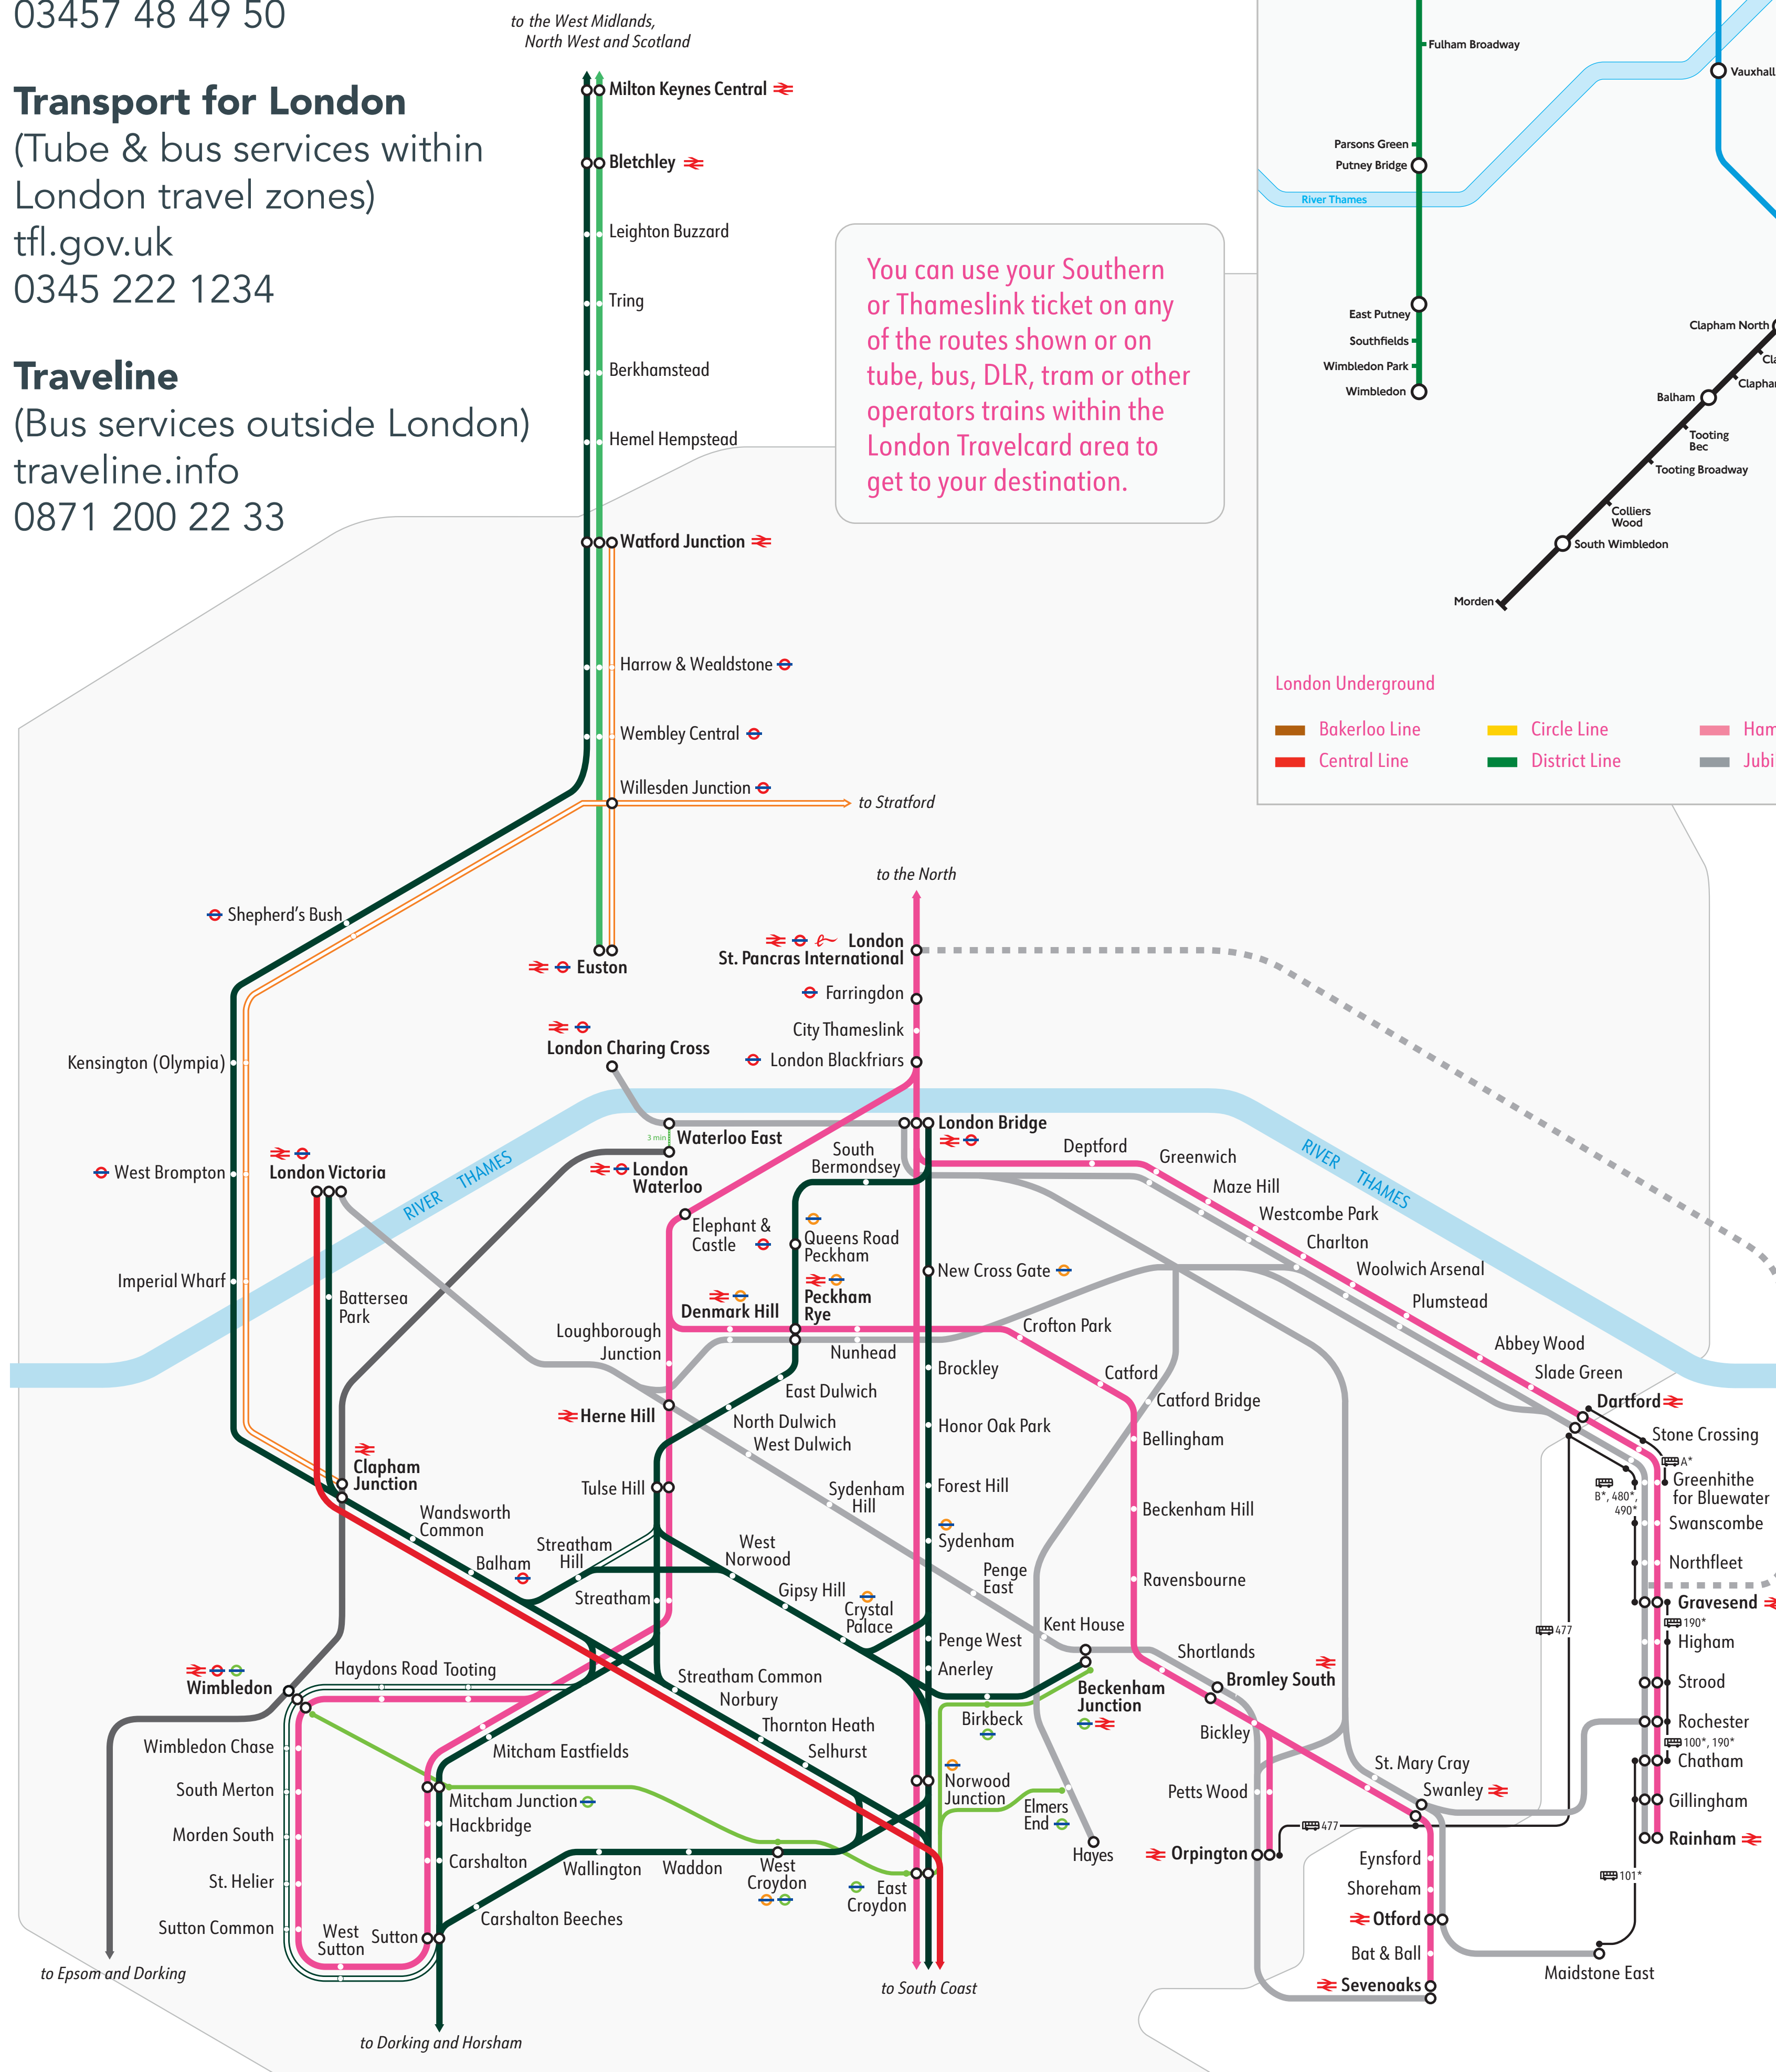 03457 48 49 50
Transport for London
(Tube & bus services within
London travel zones)
tfl.gov.uk
0345 222 1234
Traveline
(Bus services outside London)
traveline.info
0871 200 22 33
to the West Midlands,
North West and Scotland
Milton Keynes Central
Bletchley
Leighton Buzzard
Tring
Berkhamstead
Hemel Hempstead
Watford Junction
Harrow & Wealdstone
Wembley Central
Willesden Junction
to Stratford
Shepherd's Bush
Euston
You can use your Southern
or Thameslink ticket on any
of the routes shown or on
tube, bus, DLR, tram or other
operators trains within the
London Travelcard area to
get to your destination.
Fulham Broadway
Vauxhall
Parsons Green
Putney Bridge
River Thames
East Putney
Southfields
Wimbledon Park
Wimbledon
Clapham North
Cla
Clapha
Balham
Tooting
Bec
Tooting Broadway
Colliers
Wood
South Wimbledon
Morden
London Underground
Bakerloo Line
Circle Line
Ham
Central Line
District Line
Jubi
to the North
London
St. Pancras International
Farringdon
City Thameslink
London Blackfriars
London Charing Cross
Kensington (Olympia)
West Brompton
Imperial Wharf
London Victoria
RIVER THAMES
Battersea
Park
3 min
Waterloo East
London
Waterloo
London Bridge
South
Bermondsey
Deptford
Greenwich
Maze Hill
Westcombe Park
Charlton
Woolwich Arsenal
Plumstead
Abbey Wood
Slade Green
Dartford
RIVER THAMES
Elephant &
Castle
Queens Road
Peckham
New Cross Gate
Peckham
Rye
Denmark Hill
Loughborough
Junction
Nunhead
Crofton Park
Catford
Catford Bridge
Bellingham
Beckenham Hill
Ravensbourne
Brockley
Honor Oak Park
Forest Hill
Sydenham
East Dulwich
North Dulwich
West Dulwich
Herne Hill
Tulse Hill
Sydenham
Hill
Clapham
Junction
Wandsworth
Common
Balham
Streatham
Hill
Streatham
West
Norwood
Gipsy Hill
Crystal
Palace
Penge
East
Kent House
Penge West
Anerley
Shortlands
Bromley South
Beckenham
Junction
Birkbeck
Bickley
Wimbledon
Haydons Road
Tooting
Streatham Common
Norbury
Thornton Heath
Selhurst
Mitcham Eastfields
Wimbledon Chase
South Merton
Morden South
St. Helier
Sutton Common
West
Sutton
Sutton
Mitcham Junction
Hackbridge
Carshalton
Carshalton Beeches
Wallington
Waddon
West
Croydon
East
Croydon
Norwood
Junction
Elmers
End
Hayes
Petts Wood
Orpington
St. Mary Cray
Swanley
Eynsford
Shoreham
Otford
Bat & Ball
Sevenoaks
Maidstone East
Stone Crossing
A*
Greenhithe
for Bluewater
B*, 480*,
490*
Swanscombe
Northfleet
Gravesend
190*
Higham
Strood
Rochester
100*, 190*
Chatham
Gillingham
Rainham
477
477
101*
to Epsom and Dorking
to Dorking and Horsham
to South Coast